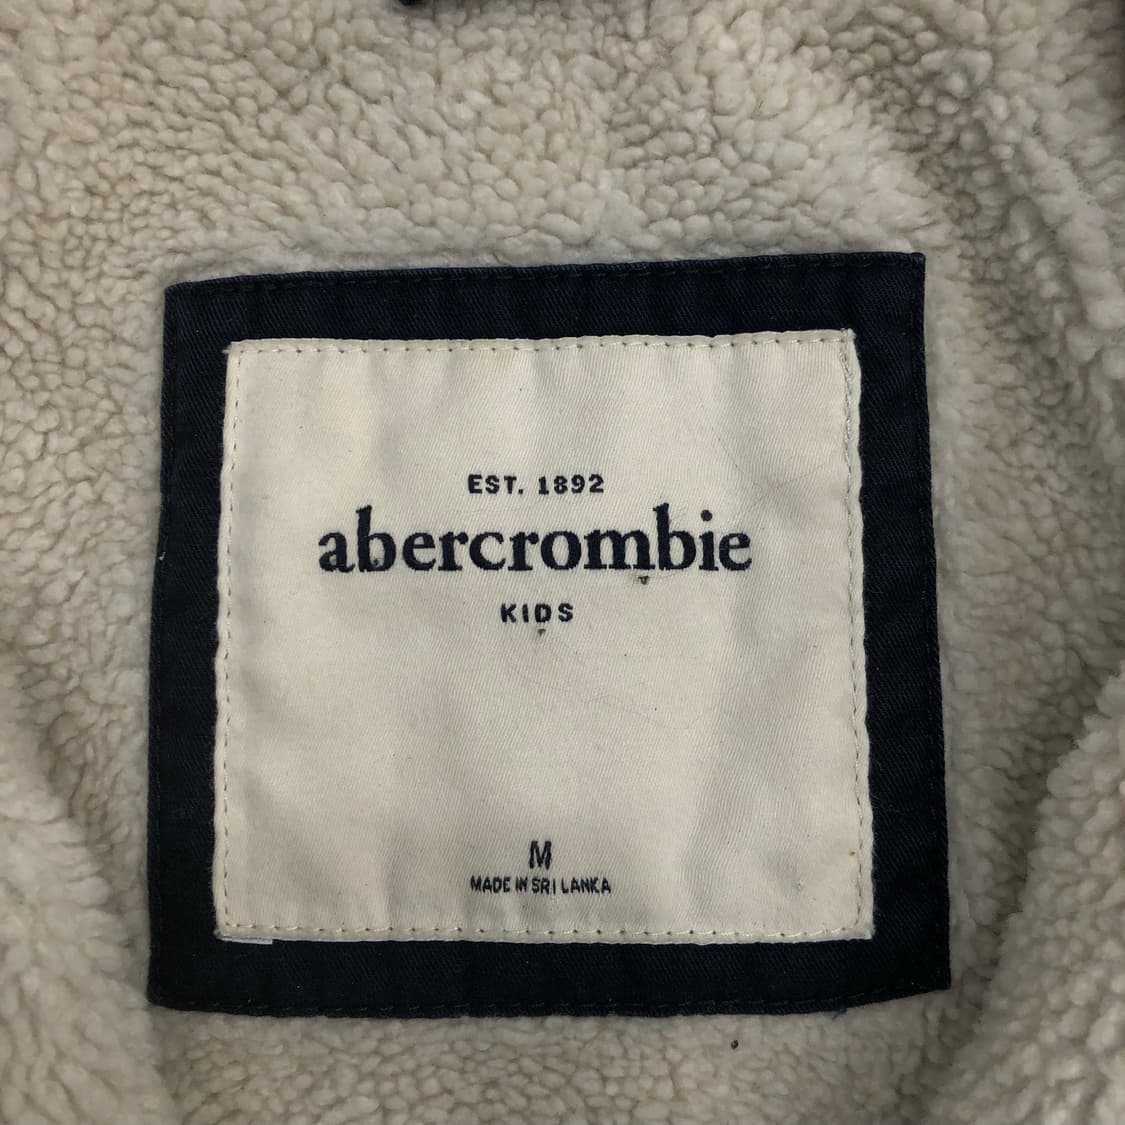 EST. 1892
abercrombie
KIDS
M
MADE IN SRI LANKA